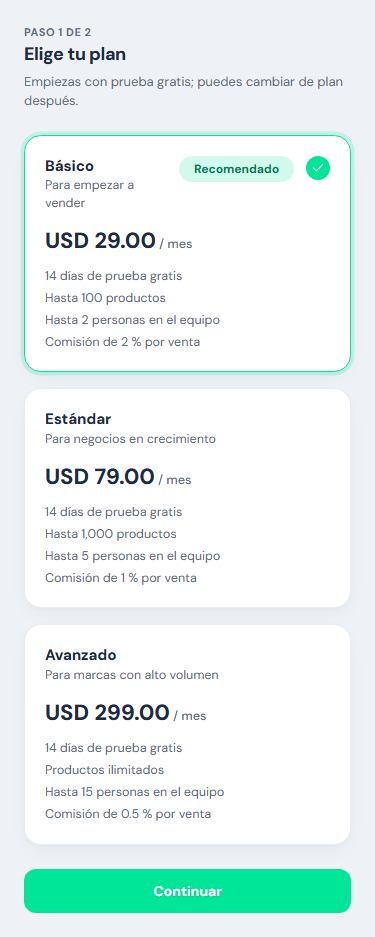 PASO 1 DE 2
Elige tu plan
Empiezas con prueba gratis; puedes cambiar de plan
después.
Básico
Recomendado
Para empezar a
vender
USD 29.00 / mes
14 días de prueba gratis
Hasta 100 productos
Hasta 2 personas en el equipo
Comisión de 2 % por venta
Estándar
Para negocios en crecimiento
USD 79.00 / mes
14 días de prueba gratis
Hasta 1,000 productos
Hasta 5 personas en el equipo
Comisión de 1 % por venta
Avanzado
Para marcas con alto volumen
USD 299.00 / mes
14 días de prueba gratis
Productos ilimitados
Hasta 15 personas en el equipo
Comisión de 0.5 % por venta
Continuar